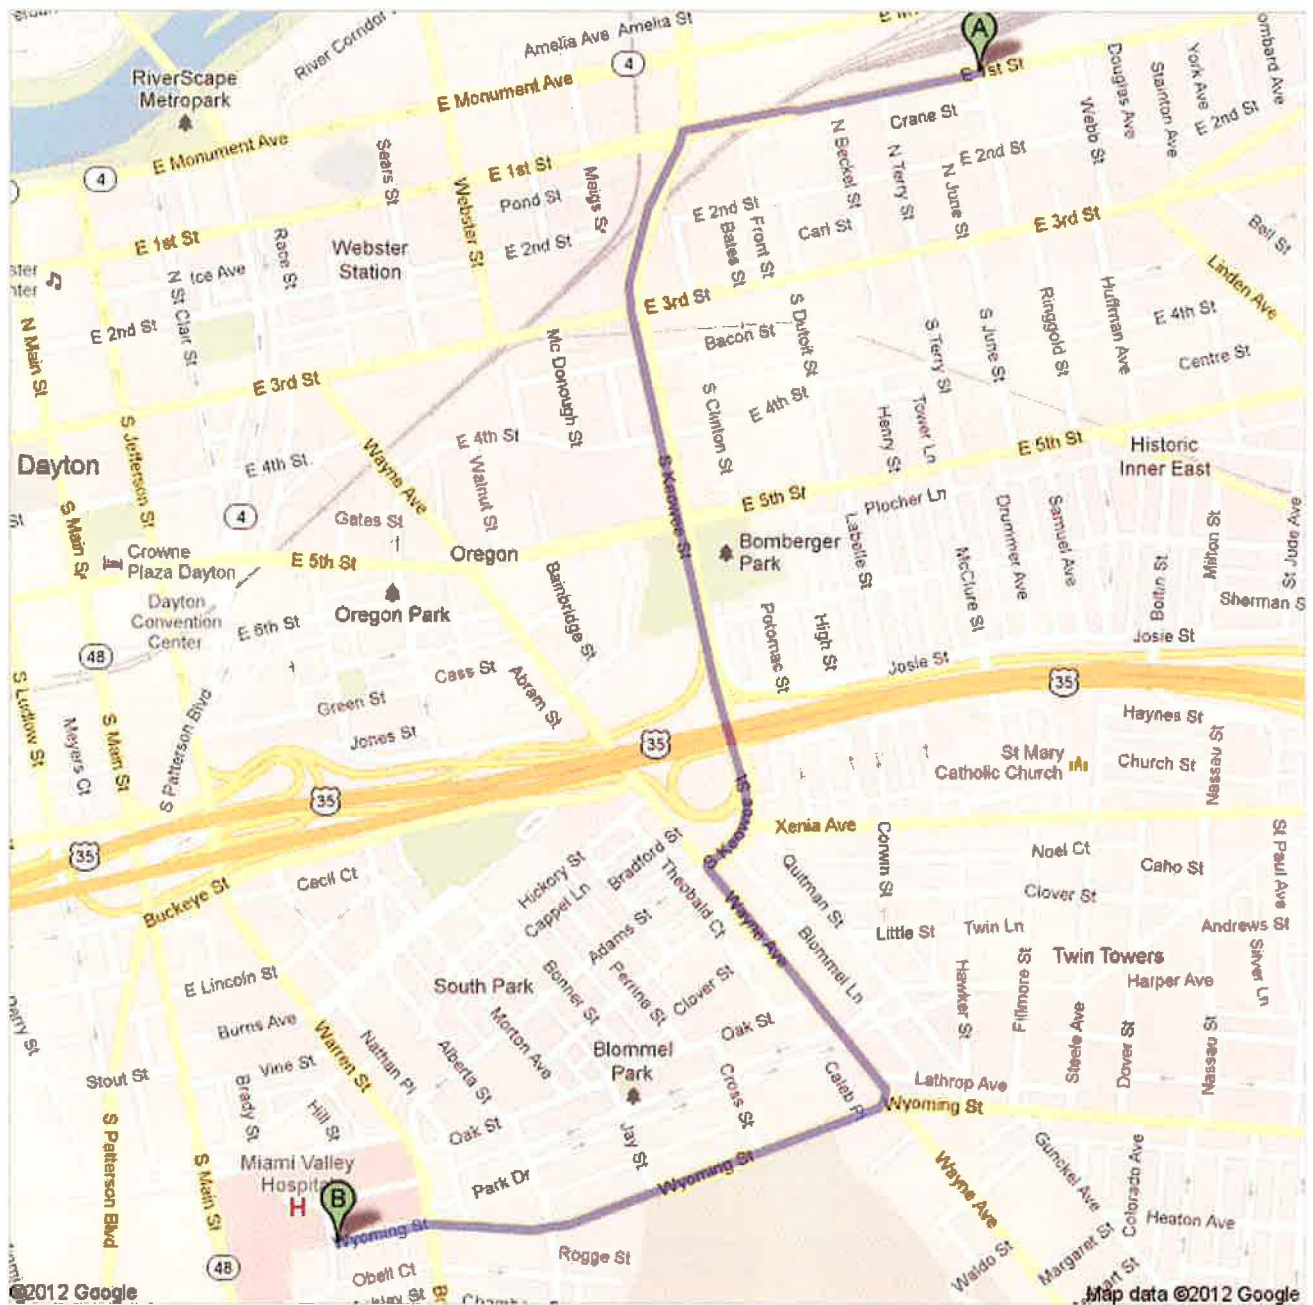 Amelia Ave
Amelia St
River Corridor
A
RiverScape
Metropark
4
E Monument Ave
1st St
Douglas Ave
Stainton Ave
York Ave
E 2nd St
Crane St
Webb St
E Monument Ave
Sears St
N Beckel St
N Terry St
E 2nd St
N June St
4
E 1st St
Meigs St
Webster St
Pond St
E 2nd St
E 3rd St
Bell St
E 1st St
Race St
Webster
Station
E 2nd St
Bates St
Front St
Carl St
Linden Ave
Ice Ave
N St Clair St
E 3rd St
S Dutoit St
Ringgold St
Huffman Ave
E 4th St
E 2nd St
N Main St
Bacon St
S Terry St
S June St
Centre St
E 3rd St
Mc Donough St
S Clinton St
E 4th St
Henry St
Tower Ln
E 5th St
Historic
Inner East
S Jefferson St
Wayne Ave
E 4th St
Walnut St
S Keowee St
Dayton
E 4th St
E 5th St
Plocher Ln
S Main St
4
Gates St
Labelle St
Drummer Ave
Samuel Ave
Milton St
St Jude Ave
Crowne
Plaza Dayton
E 5th St
Oregon
Bomberger
Park
McClure St
Boltin St
Dayton
Convention
Center
Oregon Park
Bainbridge St
Sherman S
E 6th St
Potomac St
High St
Josie St
48
Cass St
Abram St
Josie St
S Ludlow St
Meyers Ct
S Main St
S Patterson Blvd
Green St
35
Haynes St
Jones St
35
St Mary
Catholic Church
Church St
Nassau St
35
S Keowee St
Xenia Ave
35
Bradford St
Corwin St
Noel Ct
Caho St
St Paul Ave
Cecil Ct
Hickory St
Cappel Ln
Theobald Ct
Quitman St
Clover St
Buckeye St
Adams St
Wayne Ave
Little St
Twin Ln
Andrews St
Blommel Ln
Twin Towers
Silver Ln
E Lincoln St
South Park
Bonner St
Perrine St
Clover St
Hawker St
Fillmore St
Harper Ave
Burns Ave
Warren St
Nathan Pl
Morton Ave
Oak St
Steele Ave
Dover St
Nassau St
Vine St
Alberta St
Blommel
Park
Stout St
Brady St
Hill St
Cross St
Caleb Pl
Lathrop Ave
Wyoming St
S Patterson Blvd
Oak St
Jay St
Miami Valley
Hospital
H
B
S Main St
Park Dr
Wyoming St
Wayne Ave
Gunckel Ave
Colorado Ave
Heaton Ave
Wyoming St
Rogge St
Margaret St
Waldo St
48
Obell Ct
©2012 Google
Map data ©2012 Google